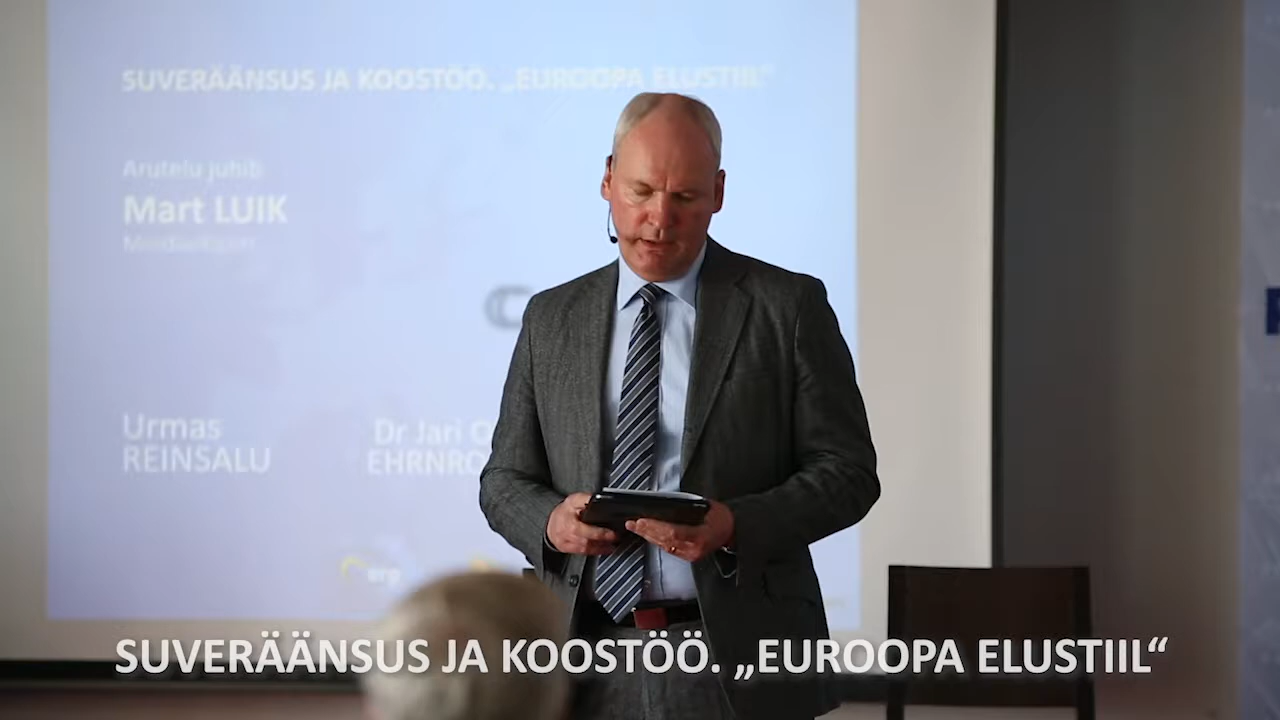 SUVERÄÄNSUS JA KOOSTÖÖ. „EUROOPA ELUSTIIL“
Arutelu juhib
Mart LUIK
Urmas
REINSALU
Dr Jari
SUVERÄÄNSUS JA KOOSTÖÖ. „EUROOPA ELUSTIIL“